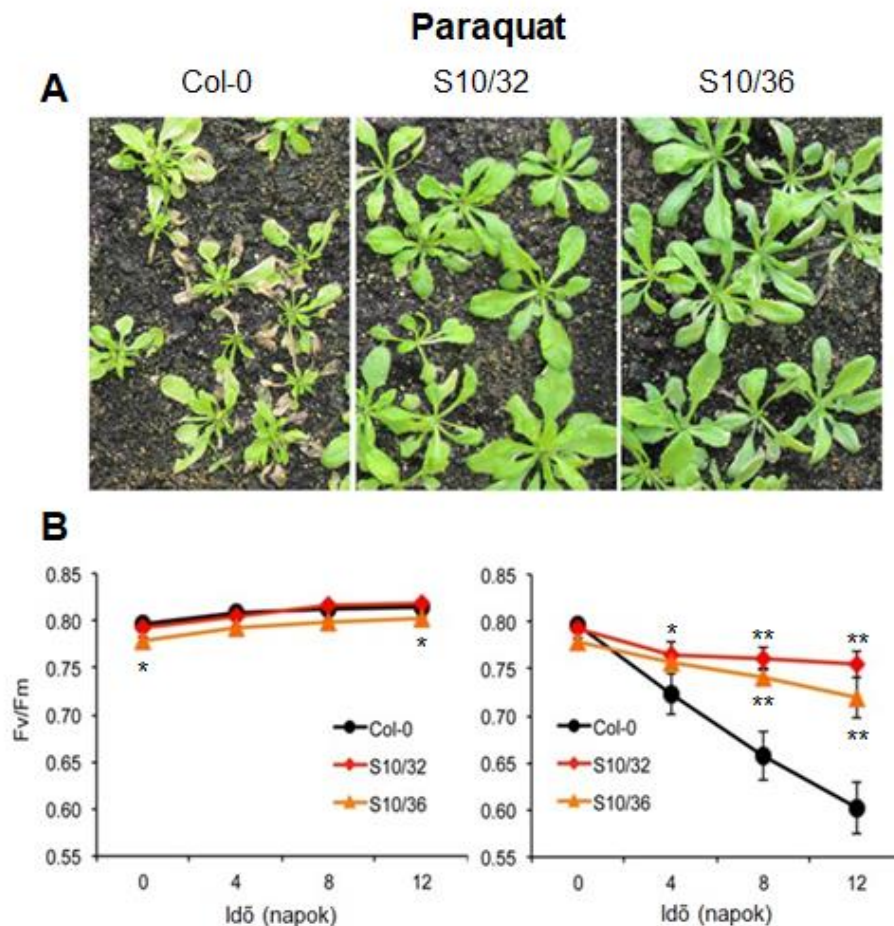 Paraquat
A
Col-0
S10/32
S10/36
B
0.85
0.80
0.75
0.70
0.65
0.60
0.55
Fv/Fm
*
*
Col-0
S10/32
S10/36
0
4
8
12
Idő (napok)
0.85
0.80
0.75
0.70
0.65
0.60
0.55
*
**
**
**
**
Col-0
S10/32
S10/36
0
4
8
12
Idő (napok)